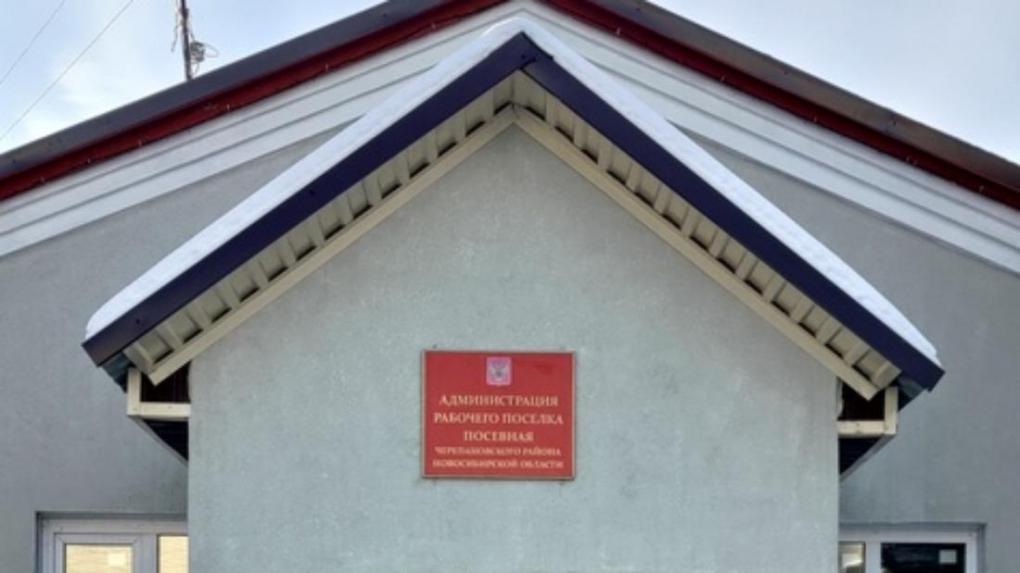 АДМИНИСТРАЦИЯ
РАБОЧЕГО ПОСЕЛКА
ПОСЕВНАЯ
ЧЕРЕПАНОВСКОГО РАЙОНА
НОВОСИБИРСКОЙ ОБЛАСТИ